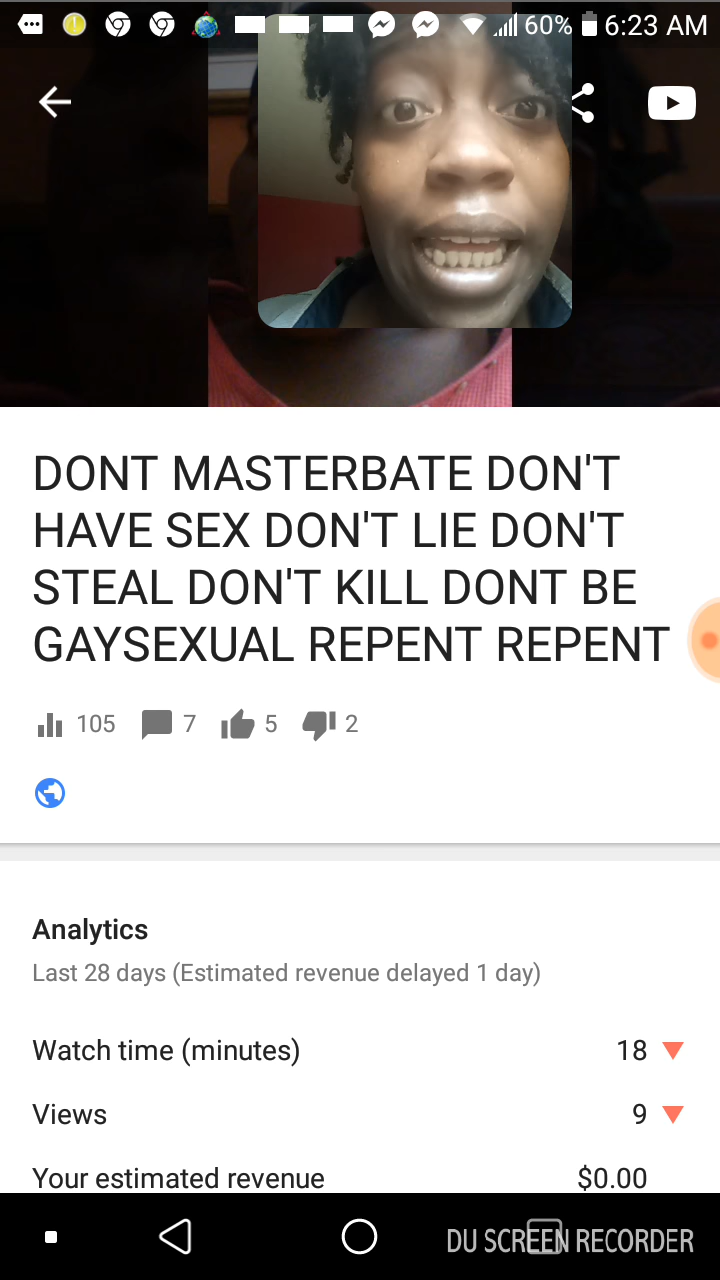 60% 6:23 AM
DONT MASTERBATE DON'T
HAVE SEX DON'T LIE DON'T
STEAL DON'T KILL DONT BE
GAYSEXUAL REPENT REPENT
105 7 5 2
Analytics
Last 28 days (Estimated revenue delayed 1 day)
Watch time (minutes) 18
Views 9
Your estimated revenue $0.00
DU SCREEN RECORDER